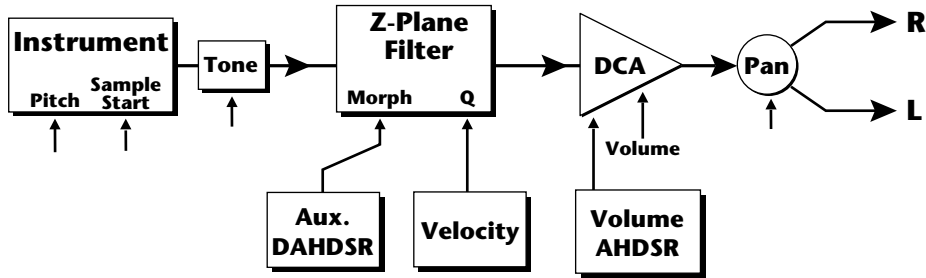 Instrument
Pitch
Sample
Start
Tone
Z-Plane
Filter
Morph
Q
DCA
Volume
Pan
R
L
Aux.
DAHDSR
Velocity
Volume
AHDSR